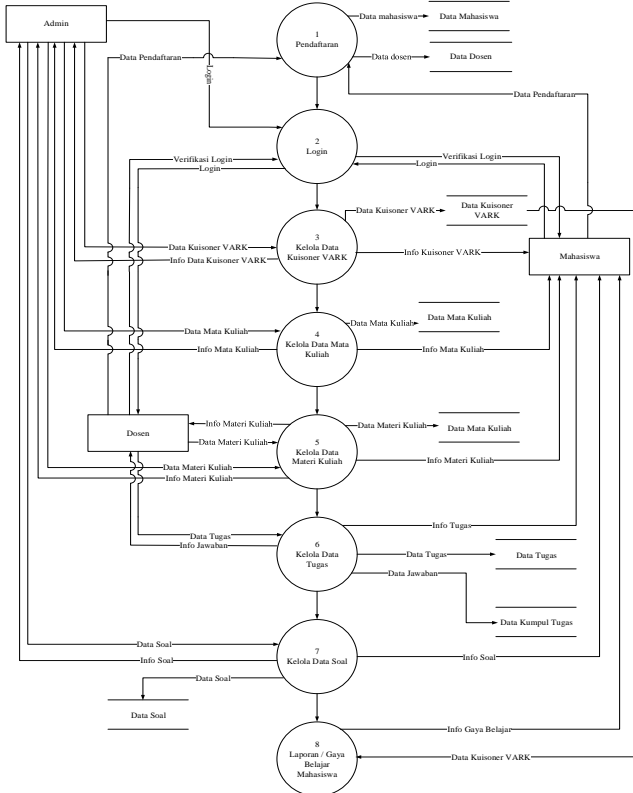 Admin
1
Pendaftaran
Data mahasiswa
Data Mahasiswa
Data dosen
Data Dosen
Data Pendaftaran
Login
Data Pendaftaran
2
Login
Verifikasi Login
Login
Verifikasi Login
Login
3
Kelola Data
Kuisoner VARK
Data Kuisoner VARK
Data Kuisoner
VARK
Data Kuisoner VARK
Info Data Kuisoner VARK
Info Kuisoner VARK
Mahasiswa
4
Kelola Data Mata
Kuliah
Data Mata Kuliah
Data Mata Kuliah
Data Mata Kuliah
Info Mata Kuliah
Info Mata Kuliah
Dosen
Info Materi Kuliah
Data Materi Kuliah
5
Kelola Data
Materi Kuliah
Data Materi Kuliah
Data Mata Kuliah
Data Materi Kuliah
Info Materi Kuliah
Info Materi Kuliah
6
Kelola Data
Tugas
Info Tugas
Data Tugas
Info Jawaban
Data Tugas
Data Tugas
Data Jawaban
Data Kumpul Tugas
7
Kelola Data Soal
Data Soal
Info Soal
Info Soal
Data Soal
Data Soal
8
Laporan / Gaya
Belajar
Mahasiswa
Info Gaya Belajar
Data Kuisoner VARK